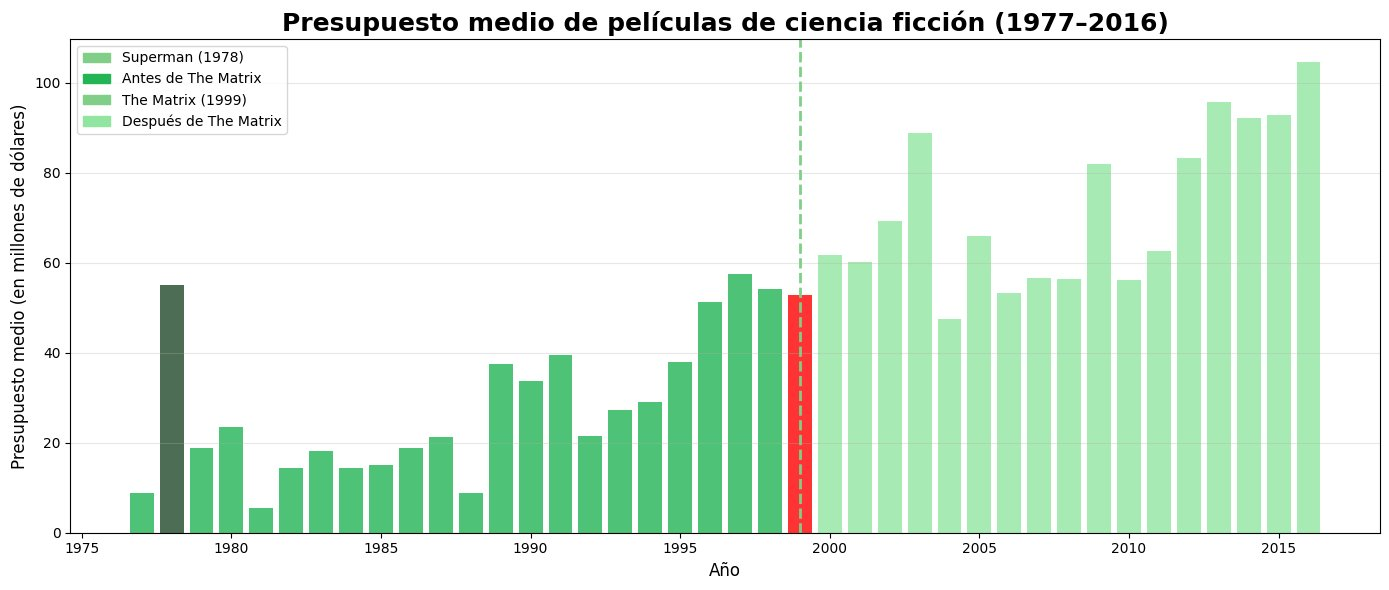 Presupuesto medio de películas de ciencia ficción (1977–2016)
Superman (1978)
Antes de The Matrix
The Matrix (1999)
Después de The Matrix
Presupuesto medio (en millones de dólares)
100
80
60
40
20
0
1975 1980 1985 1990 1995 2000 2005 2010 2015
Año